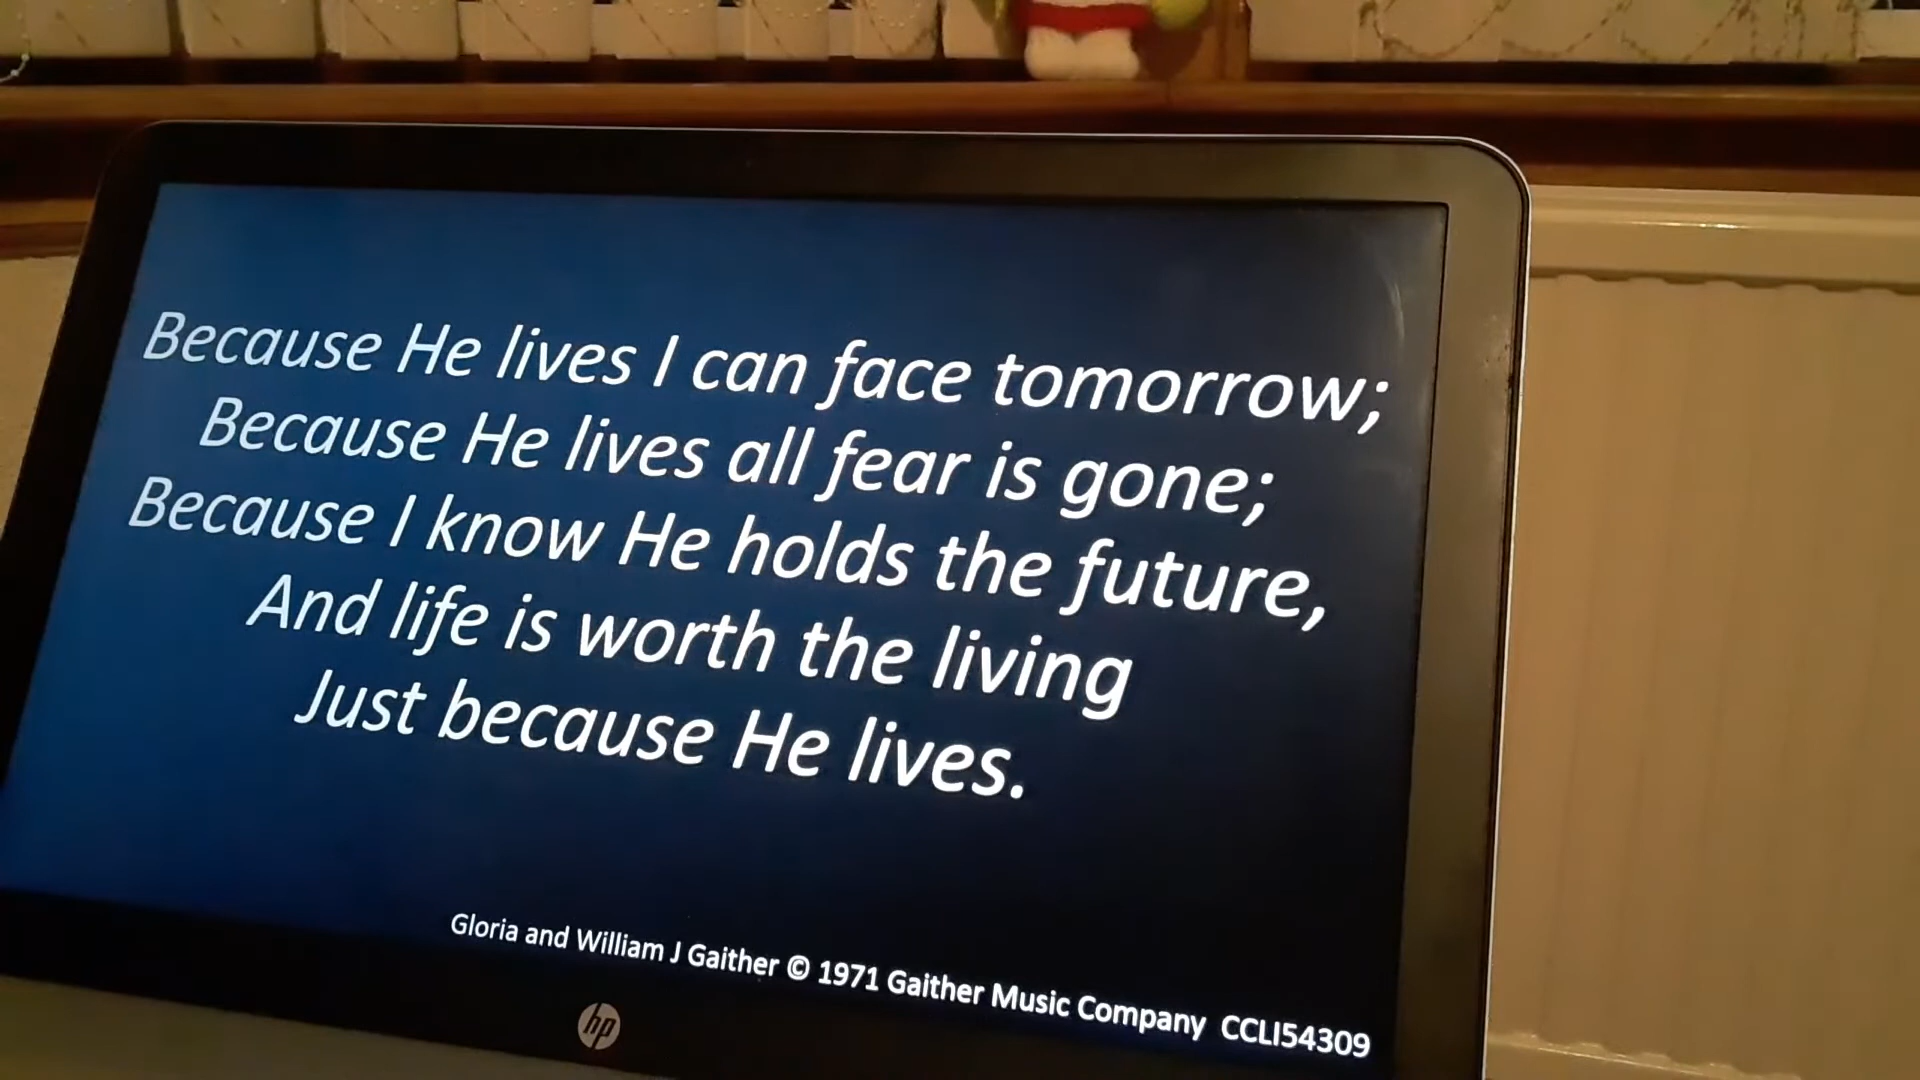 Because He lives I can face tomorrow;
Because He lives all fear is gone;
Because I know He holds the future,
And life is worth the living
Just because He lives.
Gloria and William J Gaither © 1971 Gaither Music Company CCLI54309
hp